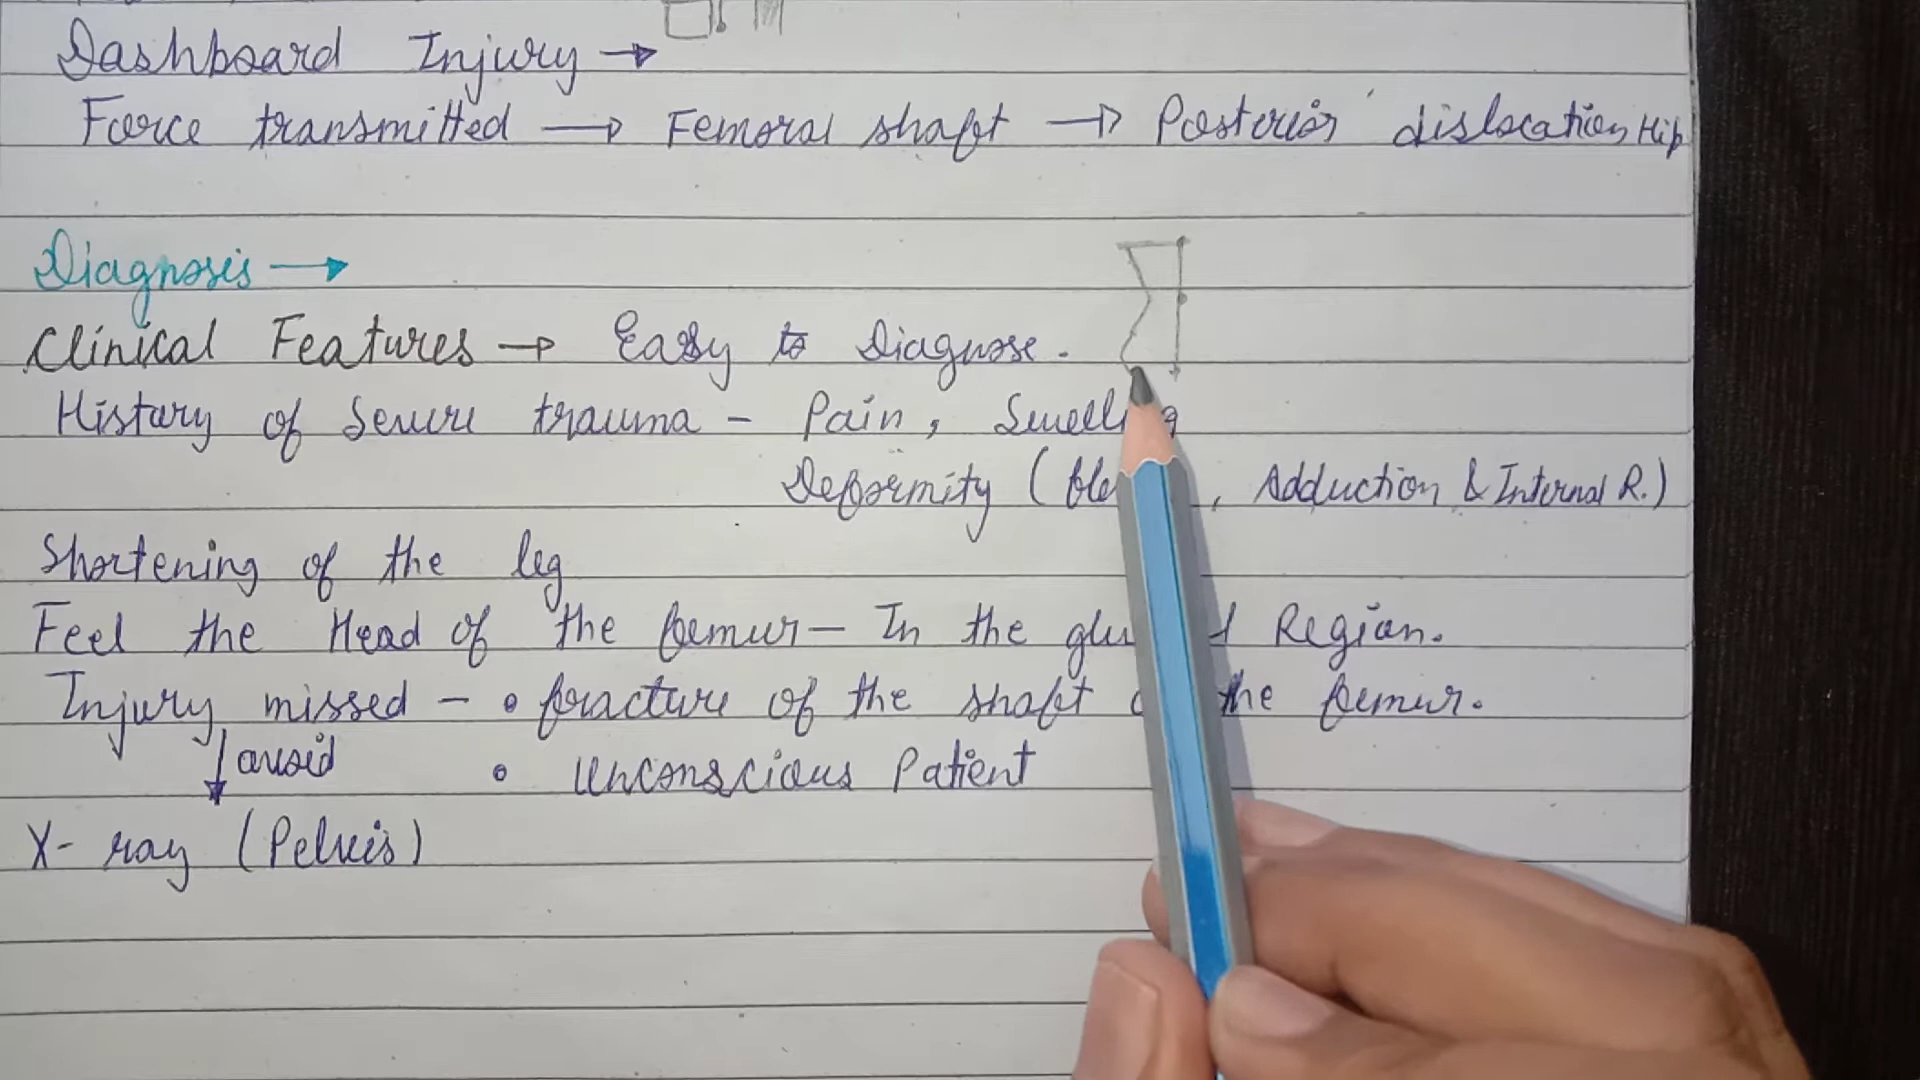 Dashboard Injury →
Force transmitted → Femoral shaft → Posterior dislocation Hip
Diagnosis →
Clinical Features → Easy to Diagnose.
History of Severe trauma - Pain,
Deformity ( , Adduction & Internal R.)
Shortening of the leg
Feel the Head of the femur - In the Region.
Injury missed - • fracture of the shaft the femur.
↓ avoid • Unconscious Patient
X-ray (Pelvis)